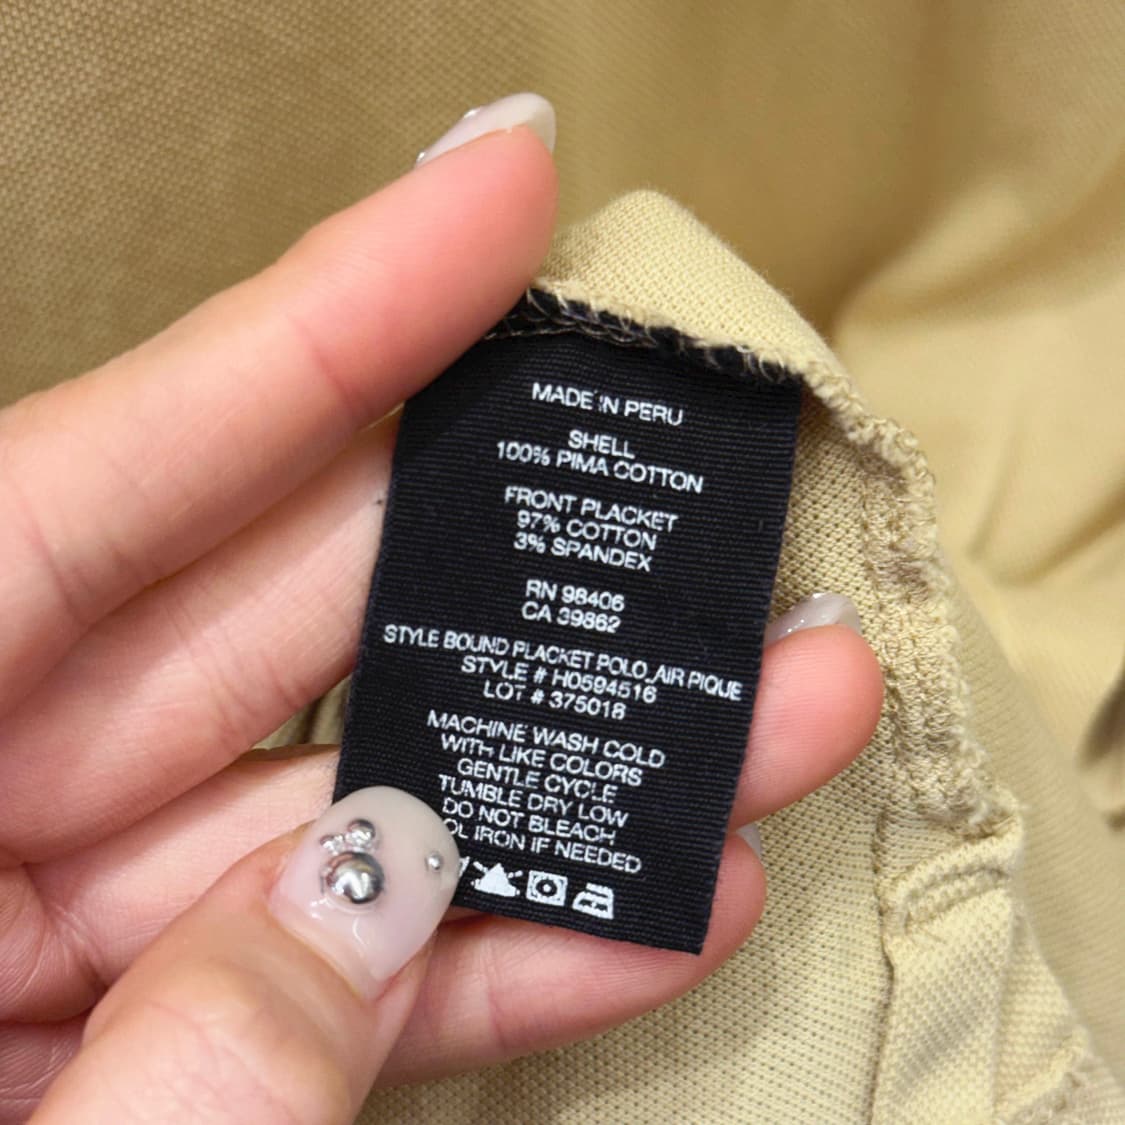 MADE IN PERU
SHELL
100% PIMA COTTON
FRONT PLACKET
97% COTTON
3% SPANDEX
RN 98406
CA 39862
STYLE BOUND PLACKET POLO_AIR PIQUE
STYLE # H0594516
LOT # 375018
MACHINE WASH COLD
WITH LIKE COLORS
GENTLE CYCLE
TUMBLE DRY LOW
DO NOT BLEACH
OL IRON IF NEEDED